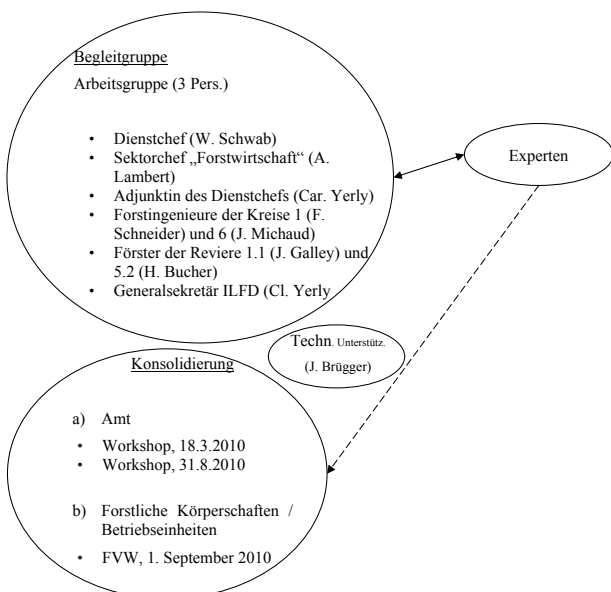 Begleitgruppe
Arbeitsgruppe (3 Pers.)
• Dienstchef (W. Schwab)
• Sektorchef „Forstwirtschaft“ (A.
Lambert)
• Adjunktin des Dienstchefs (Car. Yerly)
• Forstingenieure der Kreise 1 (F.
Schneider) und 6 (J. Michaud)
• Förster der Reviere 1.1 (J. Galley) und
5.2 (H. Bucher)
• Generalsekretär ILFD (Cl. Yerly
Experten
Techn. Unterstütz.
(J. Brügger)
Konsolidierung
a) Amt
• Workshop, 18.3.2010
• Workshop, 31.8.2010
b) Forstliche Körperschaften /
Betriebseinheiten
• FVW, 1. September 2010